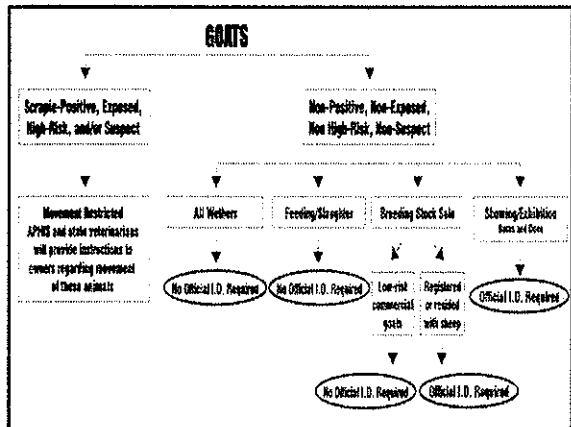 GOATS
Scrapie-Positive, Exposed,
High-Risk, and/or Suspect
Non-Positive, Non-Exposed,
Non High-Risk, Non-Suspect
Movement Restricted
APHIS and state veterinarians
will provide instructions to
owners regarding movement
of these animals
All Wethers
Feeding/Slaughter
Breeding Stock Sale
Showing/Exhibition
Bucks and Does
No Official I.D. Required
No Official I.D. Required
Low-risk
commercial
goats
Registered
or resided
with sheep
Official I.D. Required
No Official I.D. Required
Official I.D. Required